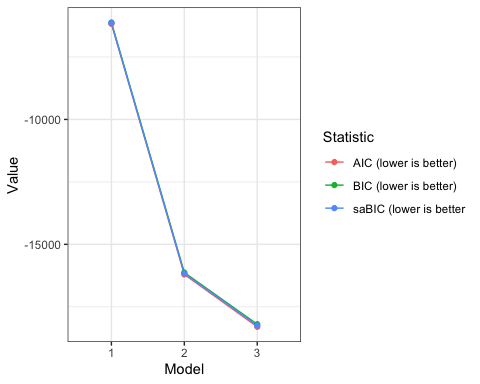 -10000
-15000
Value
1 2 3
Model
Statistic
AIC (lower is better)
BIC (lower is better)
saBIC (lower is better